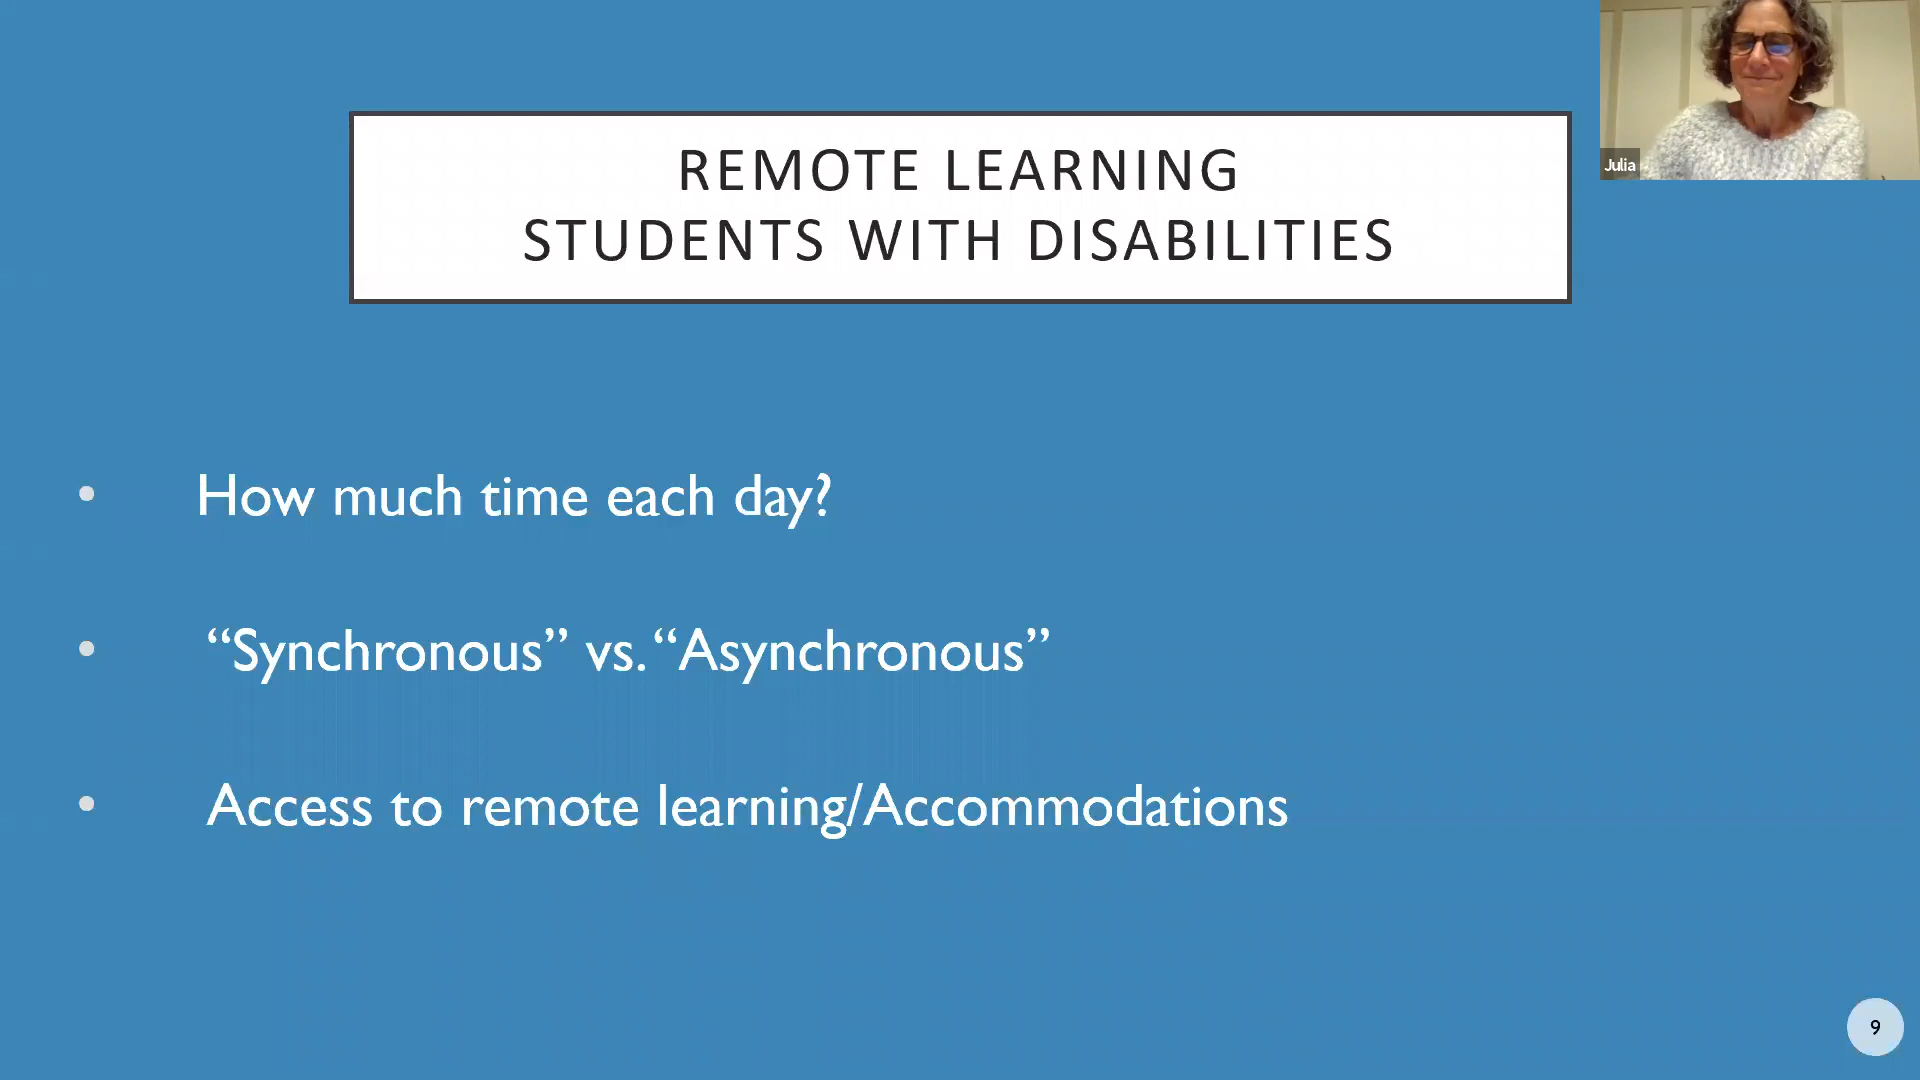 REMOTE LEARNING
STUDENTS WITH DISABILITIES
Julia
• How much time each day?
• “Synchronous” vs. “Asynchronous”
• Access to remote learning/Accommodations
9